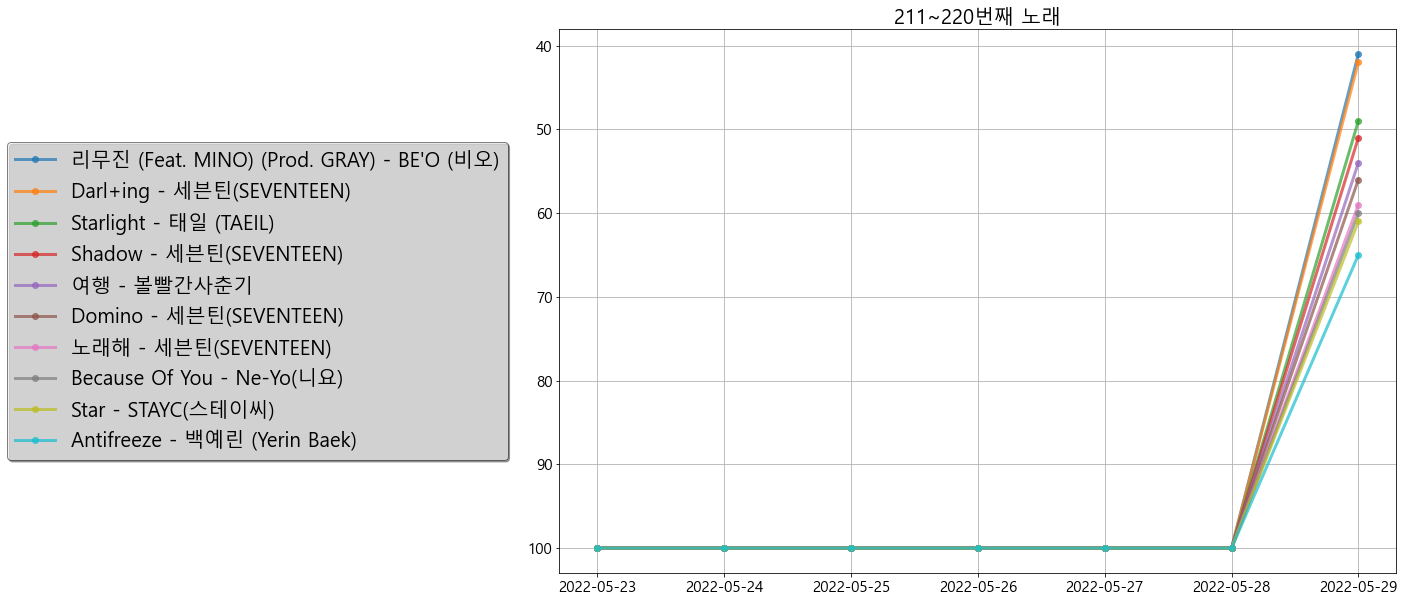 211~220번째 노래
리무진 (Feat. MINO) (Prod. GRAY) - BE'O (비오)
Darl+ing - 세븐틴(SEVENTEEN)
Starlight - 태일 (TAEIL)
Shadow - 세븐틴(SEVENTEEN)
여행 - 볼빨간사춘기
Domino - 세븐틴(SEVENTEEN)
노래해 - 세븐틴(SEVENTEEN)
Because Of You - Ne-Yo(니요)
Star - STAYC(스테이씨)
Antifreeze - 백예린 (Yerin Baek)
40
50
60
70
80
90
100
2022-05-23 2022-05-24 2022-05-25 2022-05-26 2022-05-27 2022-05-28 2022-05-29